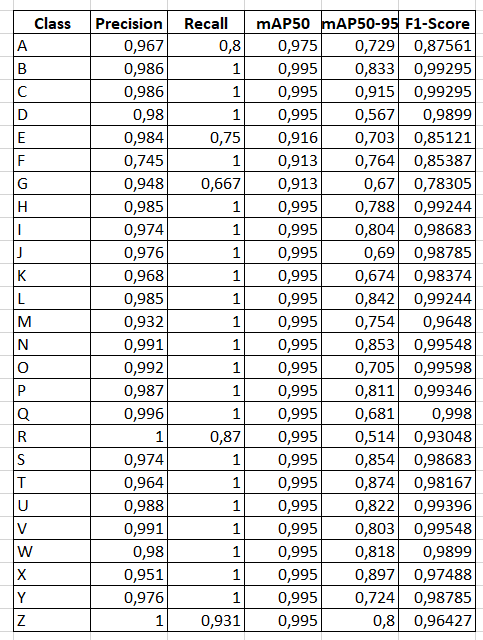 Class Precision Recall mAP50 mAP50-95 F1-Score
A 0,967 0,8 0,975 0,729 0,87561
B 0,986 1 0,995 0,833 0,99295
C 0,986 1 0,995 0,915 0,99295
D 0,98 1 0,995 0,567 0,9899
E 0,984 0,75 0,916 0,703 0,85121
F 0,745 1 0,913 0,764 0,85387
G 0,948 0,667 0,913 0,67 0,78305
H 0,985 1 0,995 0,788 0,99244
I 0,974 1 0,995 0,804 0,98683
J 0,976 1 0,995 0,69 0,98785
K 0,968 1 0,995 0,674 0,98374
L 0,985 1 0,995 0,842 0,99244
M 0,932 1 0,995 0,754 0,9648
N 0,991 1 0,995 0,853 0,99548
O 0,992 1 0,995 0,705 0,99598
P 0,987 1 0,995 0,811 0,99346
Q 0,996 1 0,995 0,681 0,998
R 1 0,87 0,995 0,514 0,93048
S 0,974 1 0,995 0,854 0,98683
T 0,964 1 0,995 0,874 0,98167
U 0,988 1 0,995 0,822 0,99396
V 0,991 1 0,995 0,803 0,99548
W 0,98 1 0,995 0,818 0,9899
X 0,951 1 0,995 0,897 0,97488
Y 0,976 1 0,995 0,724 0,98785
Z 1 0,931 0,995 0,8 0,96427